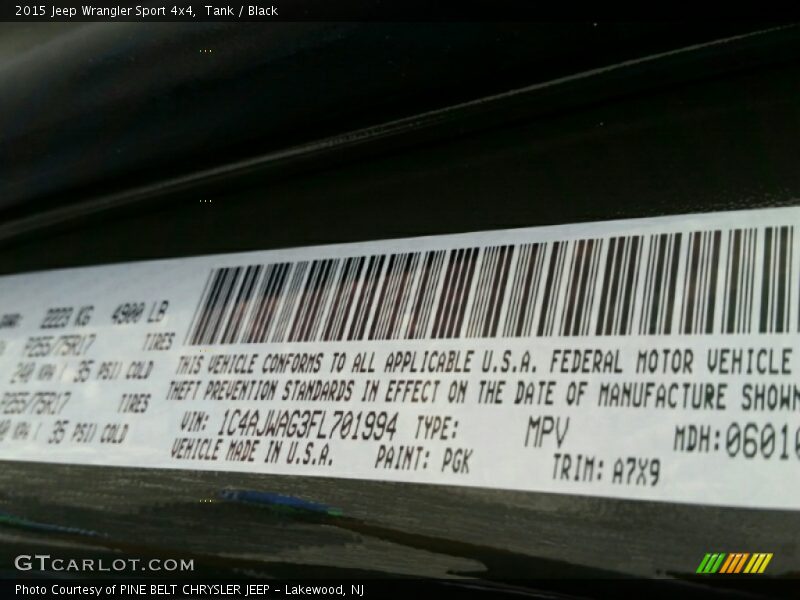 2015 Jeep Wrangler Sport 4x4, Tank / Black
2223 KG 4900 LB
P255/75R17 TIRES
240 KPA ( 35 PSI) COLD
P255/75R17 TIRES
KPA ( 35 PSI) COLD
THIS VEHICLE CONFORMS TO ALL APPLICABLE U.S.A. FEDERAL MOTOR VEHICLE
THEFT PREVENTION STANDARDS IN EFFECT ON THE DATE OF MANUFACTURE SHOWN
VIN: 1C4AJWAG3FL701994 TYPE: MPV MDH:06010
VEHICLE MADE IN U.S.A. PAINT: PGK TRIM: A7X9
GTCARLOT.COM
Photo Courtesy of PINE BELT CHRYSLER JEEP - Lakewood, NJ